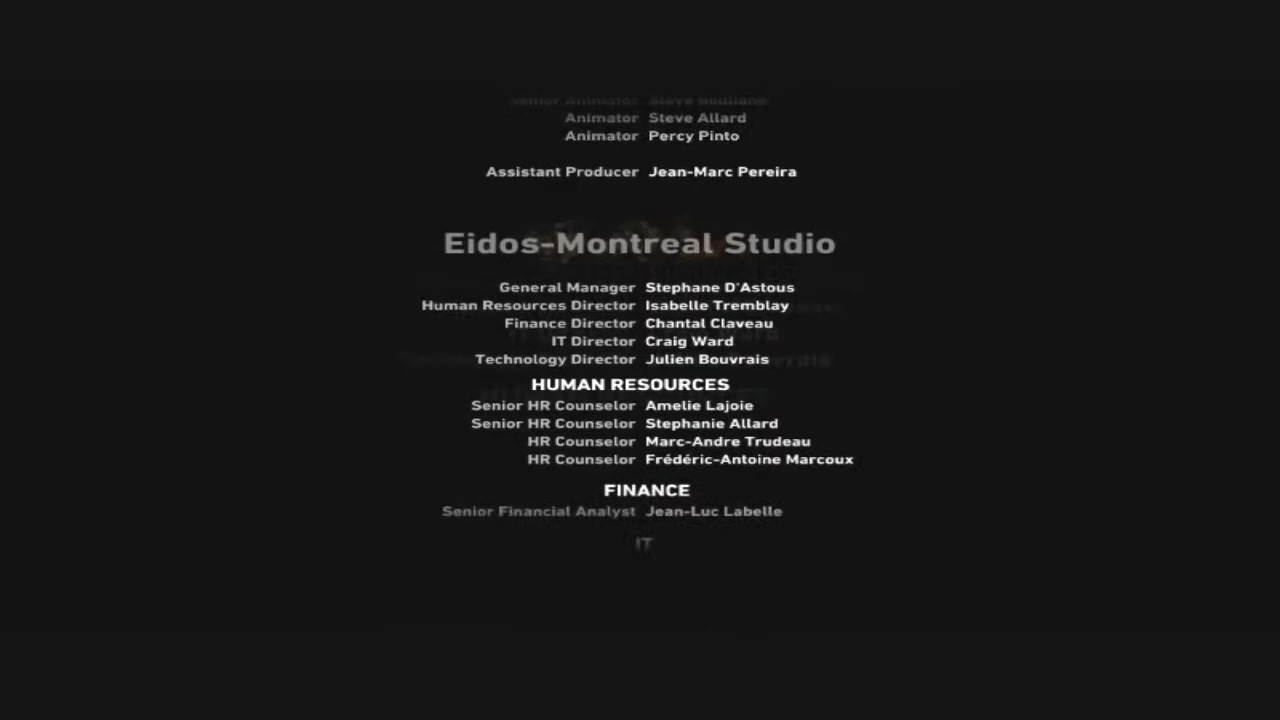 Senior Animator Steve
Animator Steve Allard
Animator Percy Pinto
Assistant Producer Jean-Marc Pereira
Eidos-Montreal Studio
General Manager Stephane D'Astous
Human Resources Director Isabelle Tremblay
Finance Director Chantal Claveau
IT Director Craig Ward
Technology Director Julien Bouvrais
HUMAN RESOURCES
Senior HR Counselor Amelie Lajoie
Senior HR Counselor Stephanie Allard
HR Counselor Marc-Andre Trudeau
HR Counselor Frédéric-Antoine Marcoux
FINANCE
Senior Financial Analyst Jean-Luc Labelle
IT